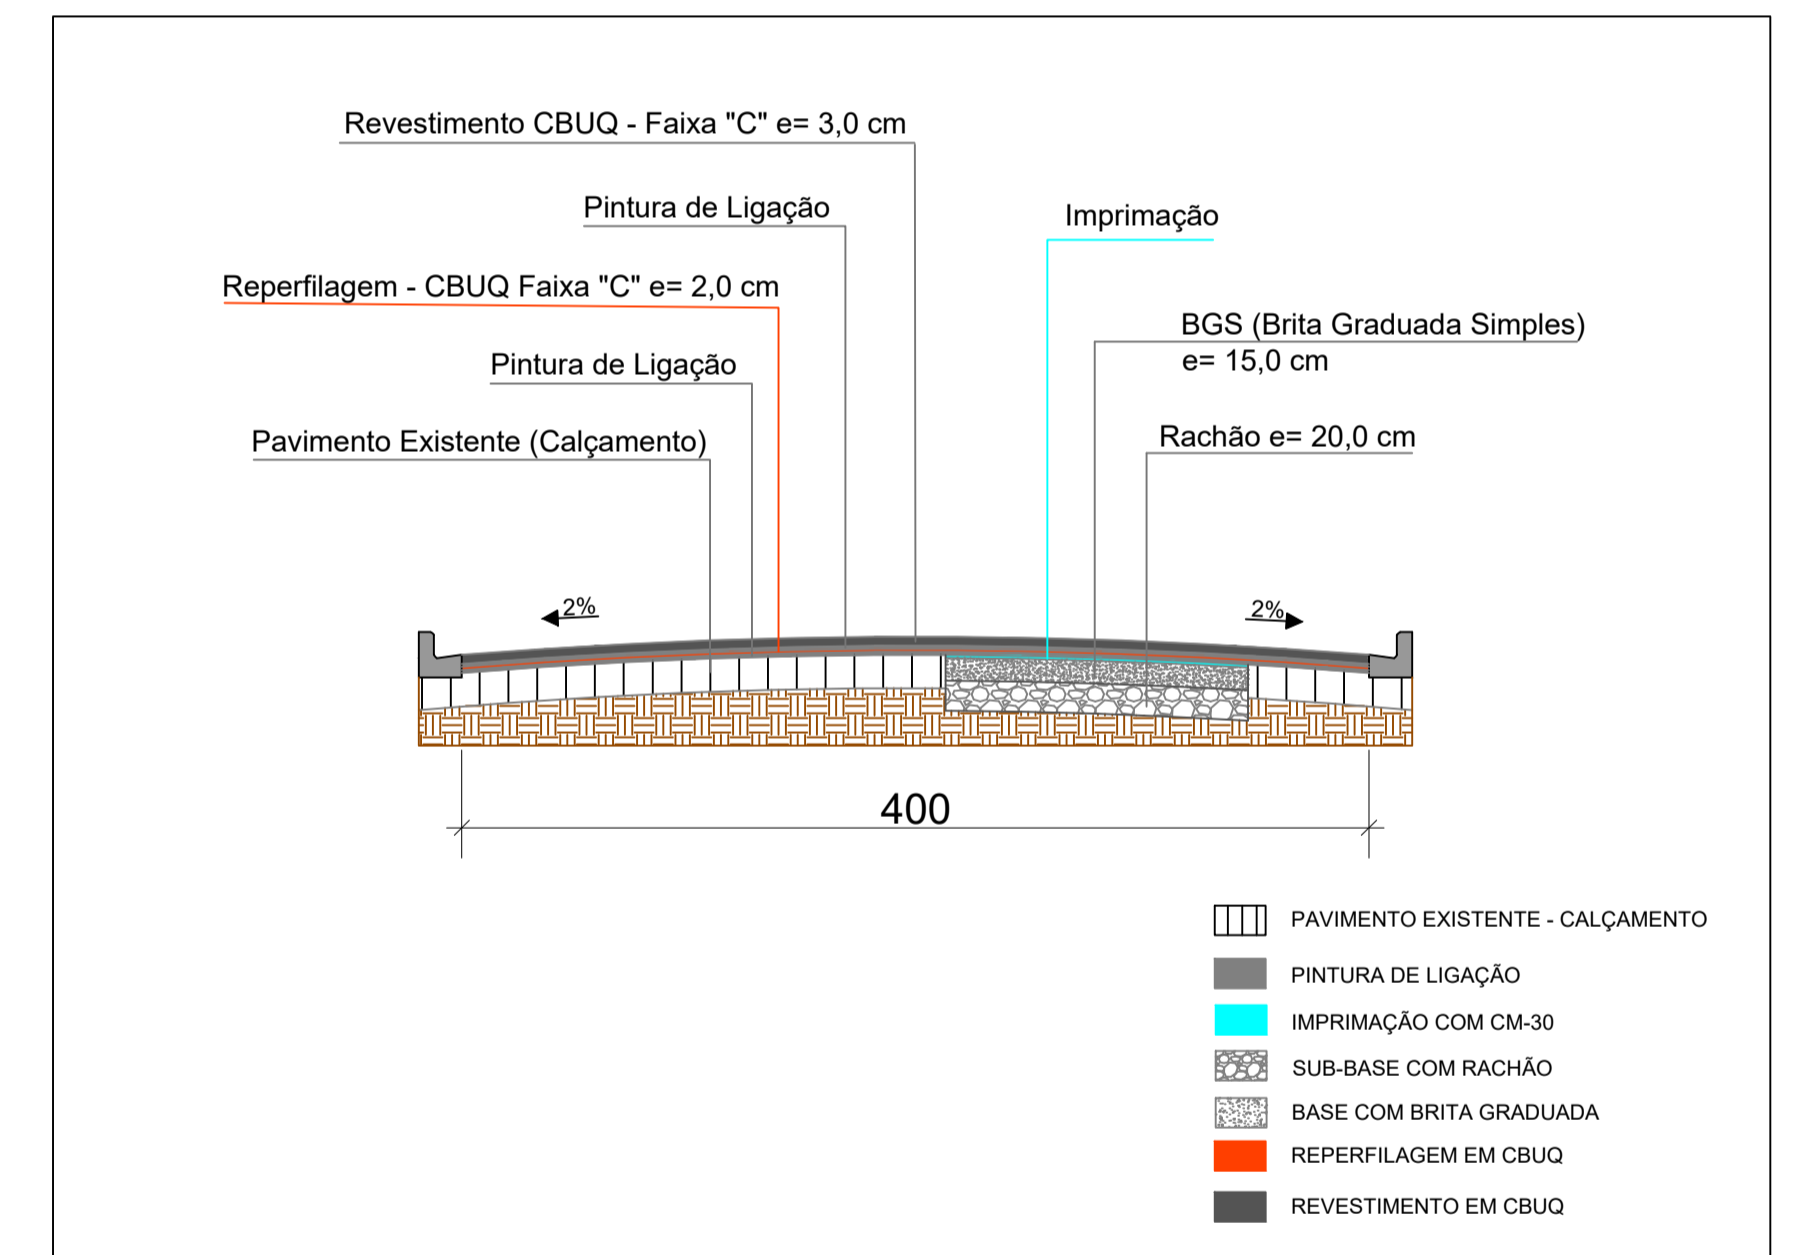 Revestimento CBUQ - Faixa "C" e= 3,0 cm
Pintura de Ligação
Imprimação
Reperfilagem - CBUQ Faixa "C" e= 2,0 cm
BGS (Brita Graduada Simples)
e= 15,0 cm
Pintura de Ligação
Pavimento Existente (Calçamento)
Rachão e= 20,0 cm
2%
2%
400
PAVIMENTO EXISTENTE - CALÇAMENTO
PINTURA DE LIGAÇÃO
IMPRIMAÇÃO COM CM-30
SUB-BASE COM RACHÃO
BASE COM BRITA GRADUADA
REPERFILAGEM EM CBUQ
REVESTIMENTO EM CBUQ